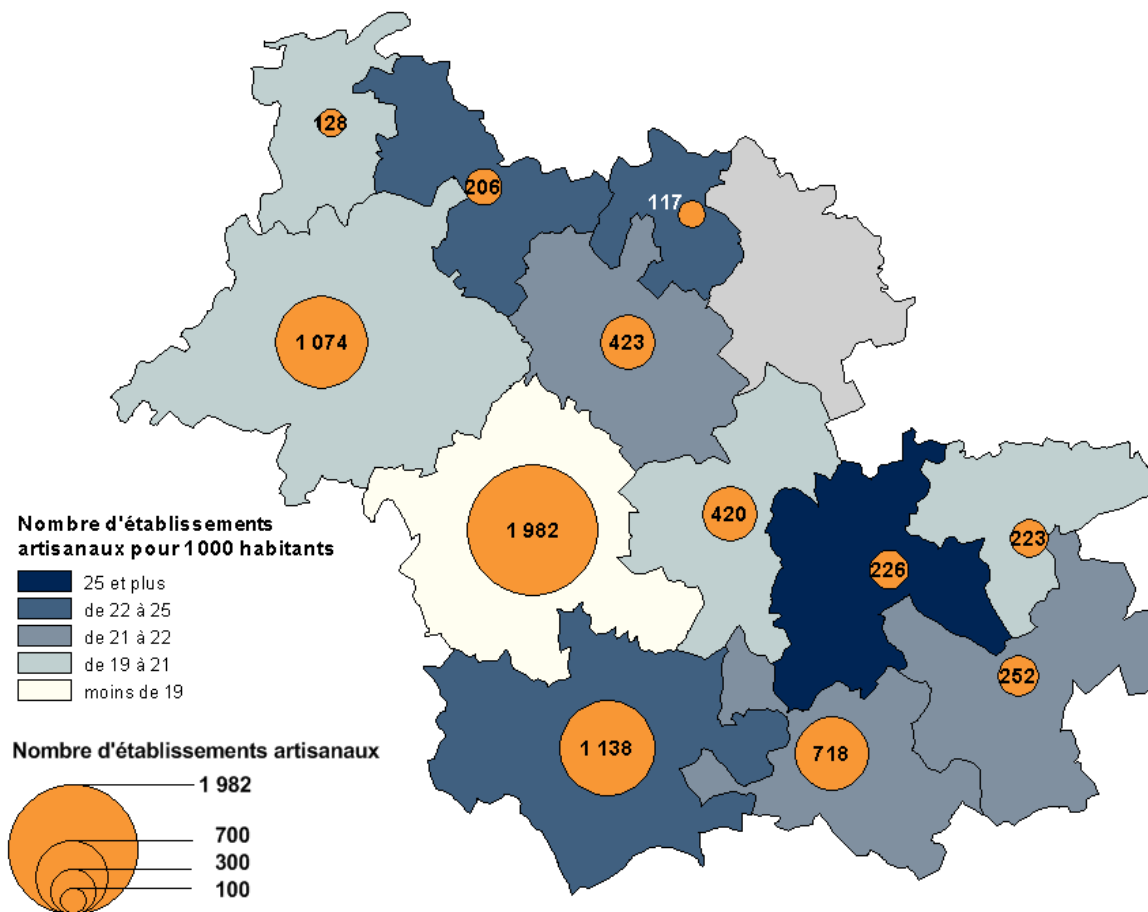 128
206
117
1 074
423
1 982
420
223
226
252
1 138
718
Nombre d'établissements
artisanaux pour 1000 habitants
25 et plus
de 22 à 25
de 21 à 22
de 19 à 21
moins de 19
Nombre d'établissements artisanaux
1 982
700
300
100